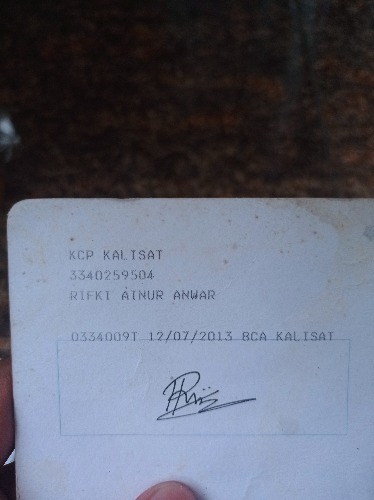 KCP KALISAT
3340259504
RIFKI AINUR ANWAR
0334009T 12/07/2013 BCA KALISAT